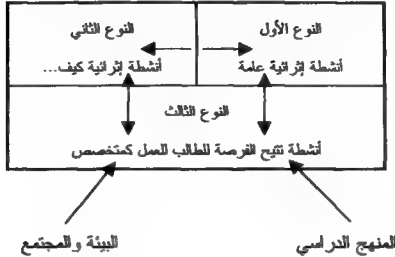 النوع الأول
أنشطة إثرائية عامة
النوع الثاني
أنشطة إثرائية كيف...
النوع الثالث
أنشطة تتيح الفرصة للطالب للعمل كمتخصص
المنهج الدراسي
البيئة والمجتمع